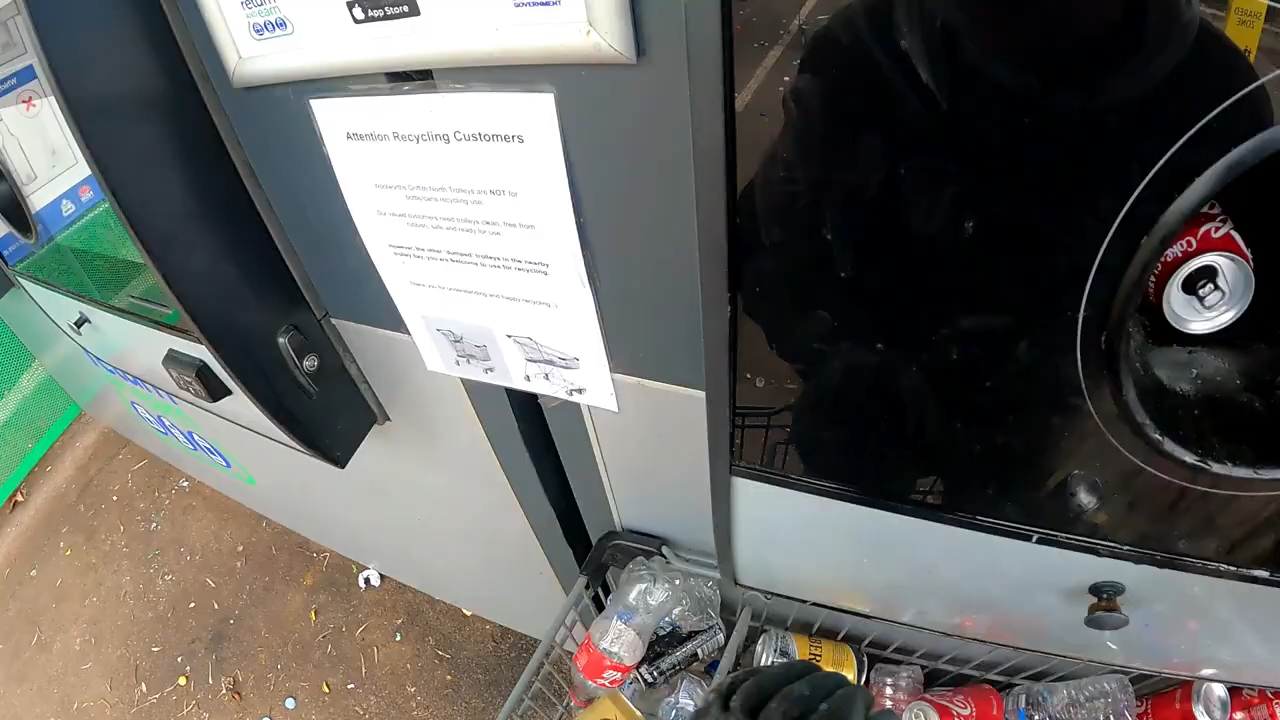 return
AND earn
App Store
GOVERNMENT
SHARED
ZONE
Attention Recycling Customers
Woolworths Griffith North Trolleys are NOT for
bottle/cans recycling use.
Our valued customers need trolleys clean, free from
rubbish, safe and ready for use.
However, the other 'dumped' trolleys in the nearby
trolley bay, you are welcome to use for recycling.
Thank you for understanding and happy recycling :)
Coke
CLASSIC